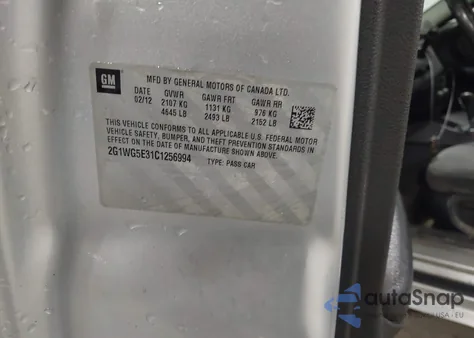 GM
MFD BY GENERAL MOTORS OF CANADA LTD.
DATE GVWR GAWR FRT GAWR RR
02/12 2107 KG 1131 KG 976 KG
4645 LB 2493 LB 2152 LB
THIS VEHICLE CONFORMS TO ALL APPLICABLE U.S. FEDERAL MOTOR
VEHICLE SAFETY, BUMPER, AND THEFT PREVENTION STANDARDS IN
EFFECT ON THE DATE OF MANUFACTURE SHOWN ABOVE.
2G1WG5E31C1256994 TYPE: PASS CAR
autoSnap
USA - EU